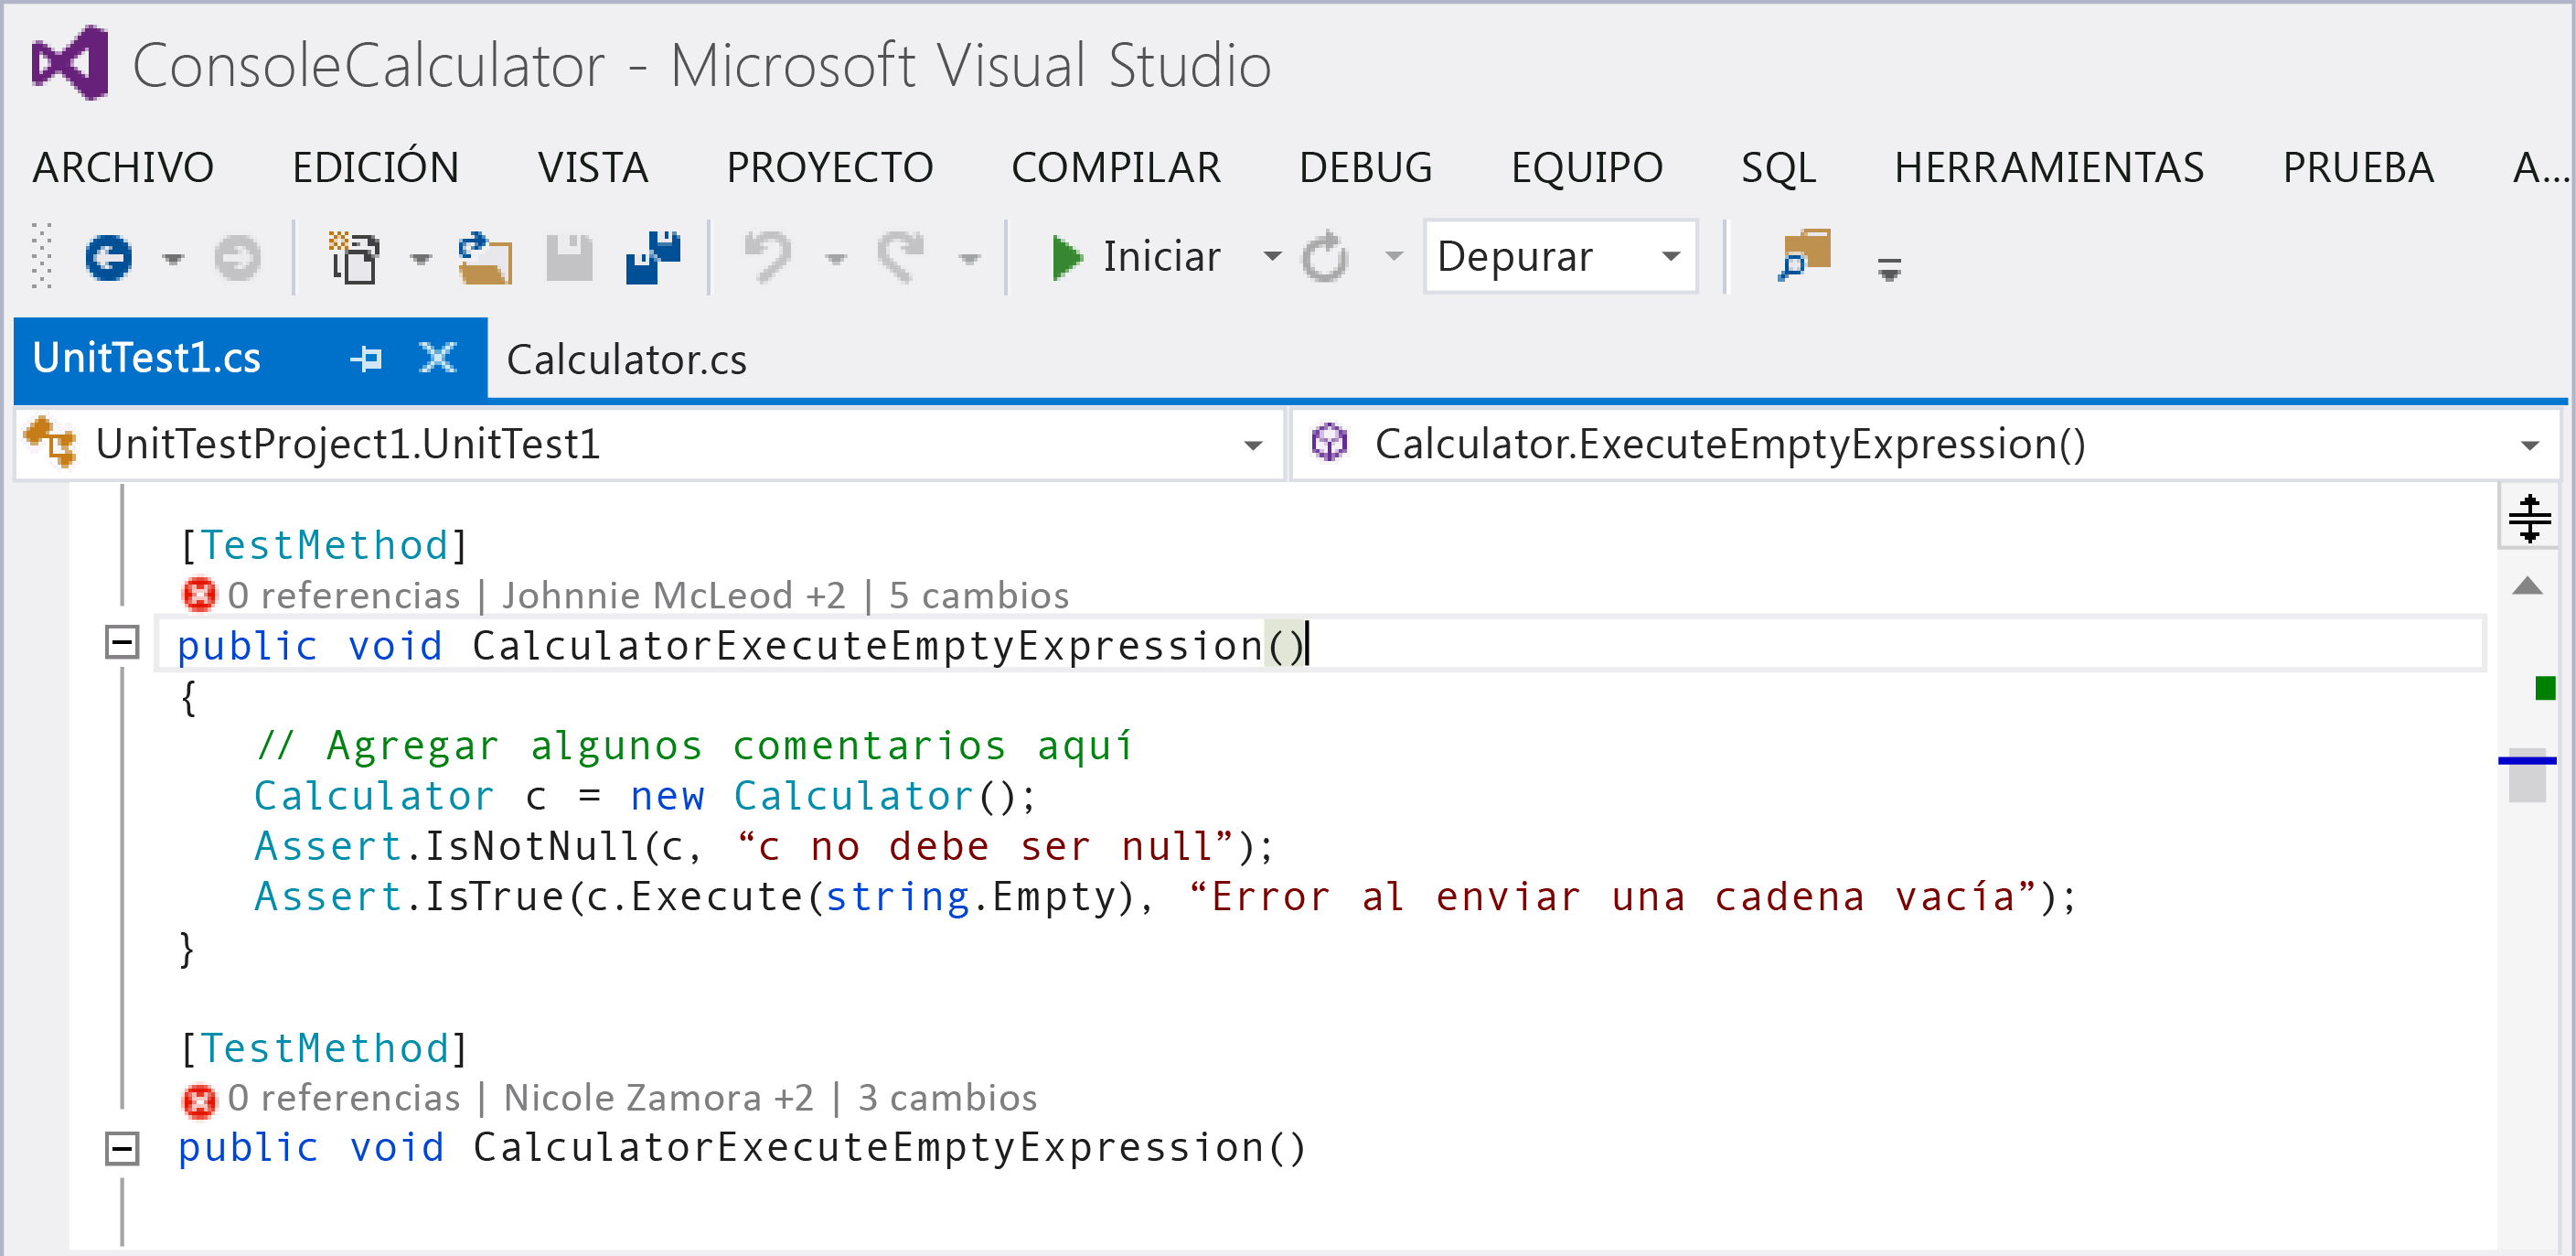 ConsoleCalculator - Microsoft Visual Studio
ARCHIVO EDICIÓN VISTA PROYECTO COMPILAR DEBUG EQUIPO SQL HERRAMIENTAS PRUEBA A...
Iniciar Depurar
UnitTest1.cs Calculator.cs
UnitTestProject1.UnitTest1 Calculator.ExecuteEmptyExpression()
[TestMethod]
0 referencias | Johnnie McLeod +2 | 5 cambios
public void CalculatorExecuteEmptyExpression()
{
// Agregar algunos comentarios aquí
Calculator c = new Calculator();
Assert.IsNotNull(c, “c no debe ser null”);
Assert.IsTrue(c.Execute(string.Empty), “Error al enviar una cadena vacía”);
}
[TestMethod]
0 referencias | Nicole Zamora +2 | 3 cambios
public void CalculatorExecuteEmptyExpression()